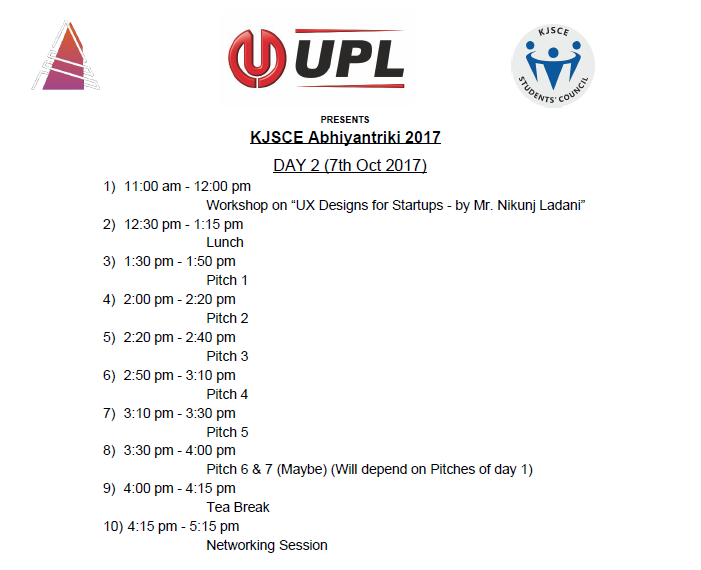 UPL
KJSCE
STUDENTS' COUNCIL
PRESENTS
KJSCE Abhiyantriki 2017
DAY 2 (7th Oct 2017)
1) 11:00 am - 12:00 pm
Workshop on “UX Designs for Startups - by Mr. Nikunj Ladani”
2) 12:30 pm - 1:15 pm
Lunch
3) 1:30 pm - 1:50 pm
Pitch 1
4) 2:00 pm - 2:20 pm
Pitch 2
5) 2:20 pm - 2:40 pm
Pitch 3
6) 2:50 pm - 3:10 pm
Pitch 4
7) 3:10 pm - 3:30 pm
Pitch 5
8) 3:30 pm - 4:00 pm
Pitch 6 & 7 (Maybe) (Will depend on Pitches of day 1)
9) 4:00 pm - 4:15 pm
Tea Break
10) 4:15 pm - 5:15 pm
Networking Session